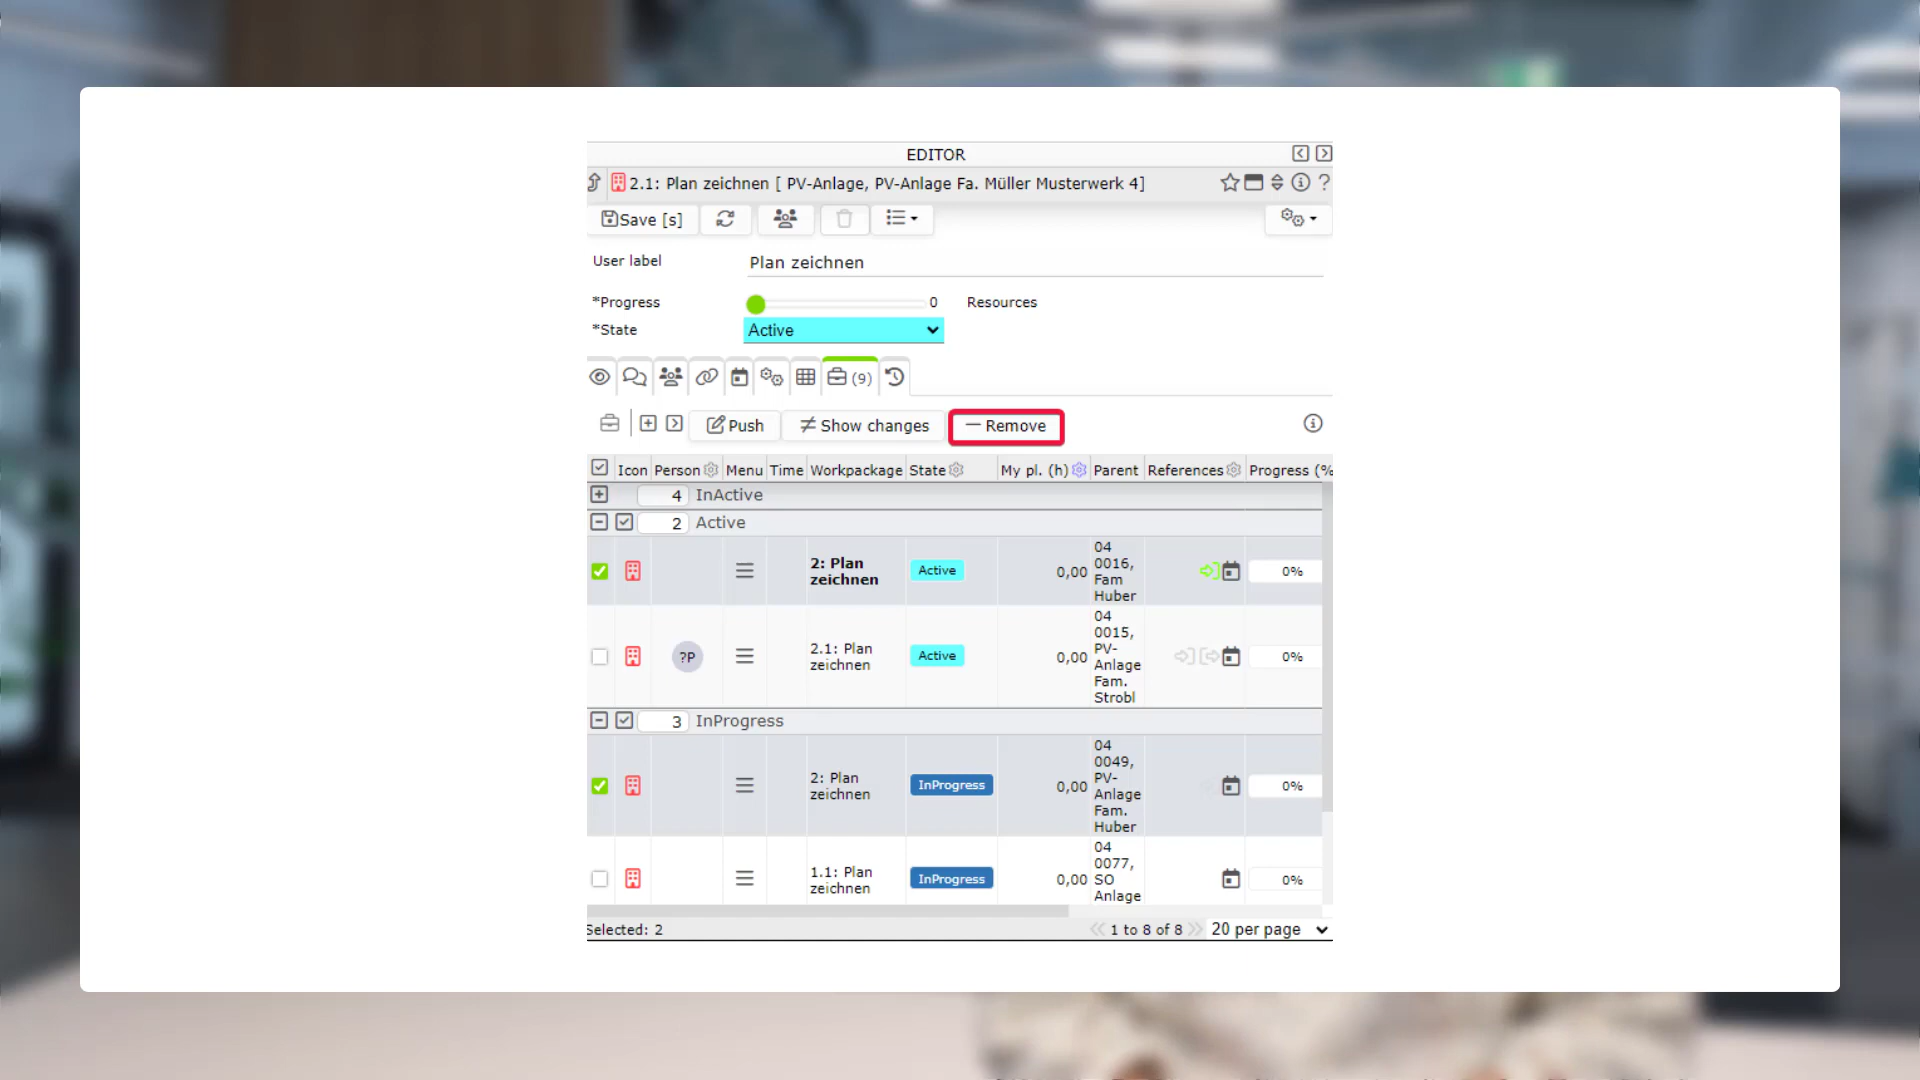 EDITOR
2.1: Plan zeichnen [ PV-Anlage, PV-Anlage Fa. Müller Musterwerk 4]
Save [s]
User label
Plan zeichnen
*Progress
0
Resources
*State
Active
(9)
Push
Show changes
Remove
Icon Person Menu Time Workpackage State My pl. (h) Parent References Progress (%
4 InActive
2 Active
2: Plan
zeichnen
Active
0,00
04
0016,
Fam
Huber
0%
?P
2.1: Plan
zeichnen
Active
0,00
04
0015,
PV-
Anlage
Fam.
Strobl
0%
3 InProgress
2: Plan
zeichnen
InProgress
0,00
04
0049,
PV-
Anlage
Fam.
Huber
0%
1.1: Plan
zeichnen
InProgress
0,00
04
0077,
SO
Anlage
0%
Selected: 2
1 to 8 of 8
20 per page